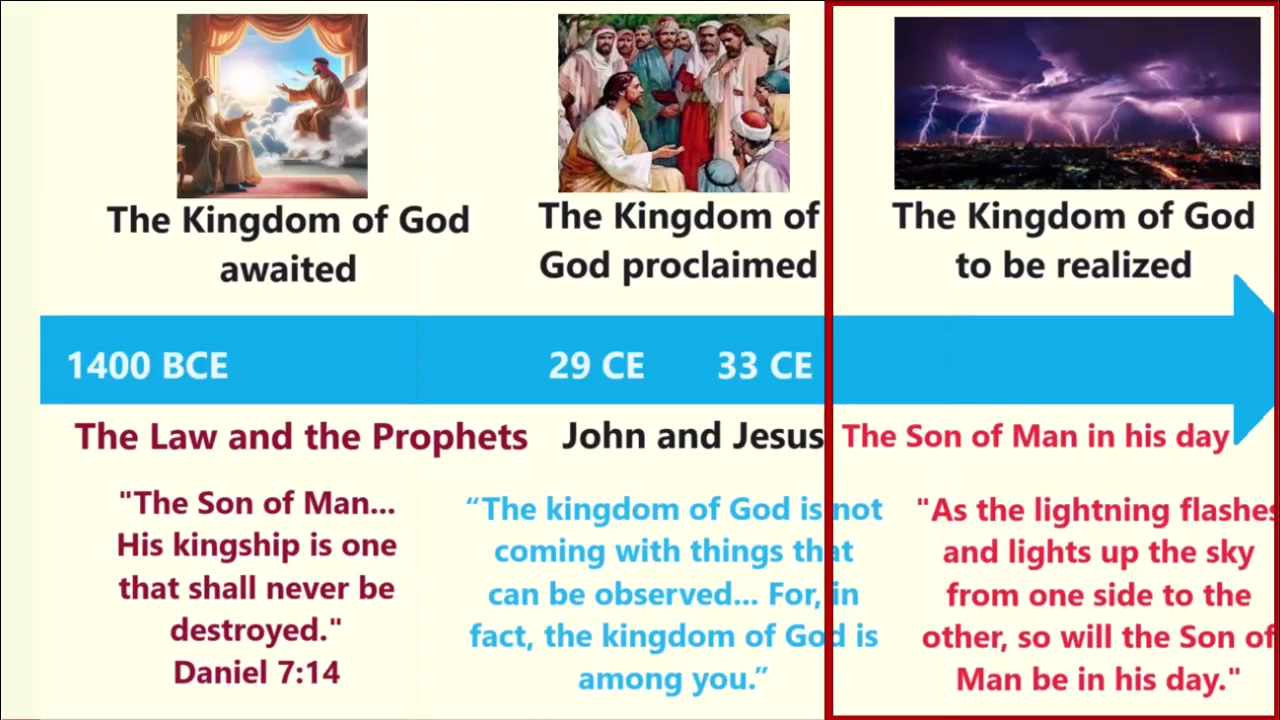 The Kingdom of God
awaited
The Kingdom of
God proclaimed
The Kingdom of God
to be realized
1400 BCE
29 CE
33 CE
The Law and the Prophets
John and Jesus
The Son of Man in his day
"The Son of Man...
His kingship is one
that shall never be
destroyed."
Daniel 7:14
“The kingdom of God is not
coming with things that
can be observed... For, in
fact, the kingdom of God is
among you.”
"As the lightning flashes
and lights up the sky
from one side to the
other, so will the Son of
Man be in his day."